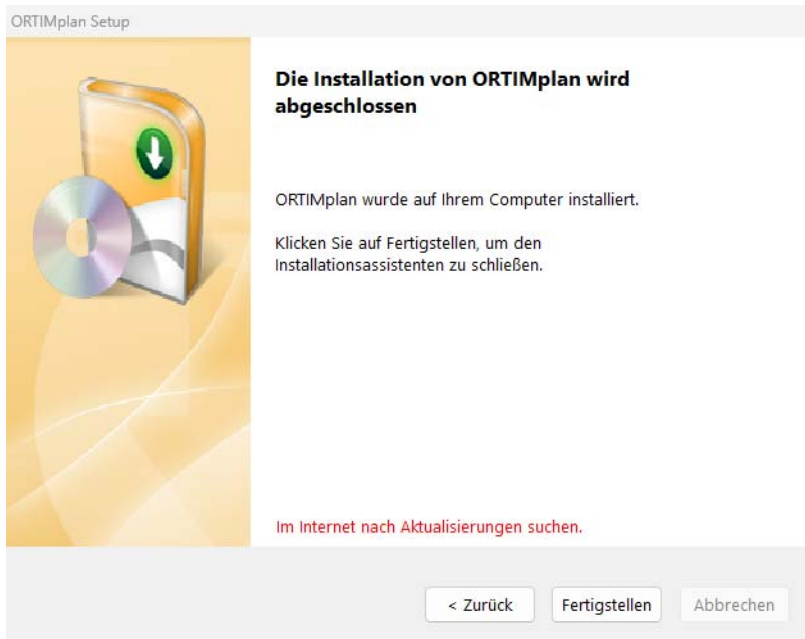 ORTIMplan Setup
Die Installation von ORTIMplan wird
abgeschlossen
ORTIMplan wurde auf Ihrem Computer installiert.
Klicken Sie auf Fertigstellen, um den
Installationsassistenten zu schließen.
Im Internet nach Aktualisierungen suchen.
< Zurück Fertigstellen Abbrechen